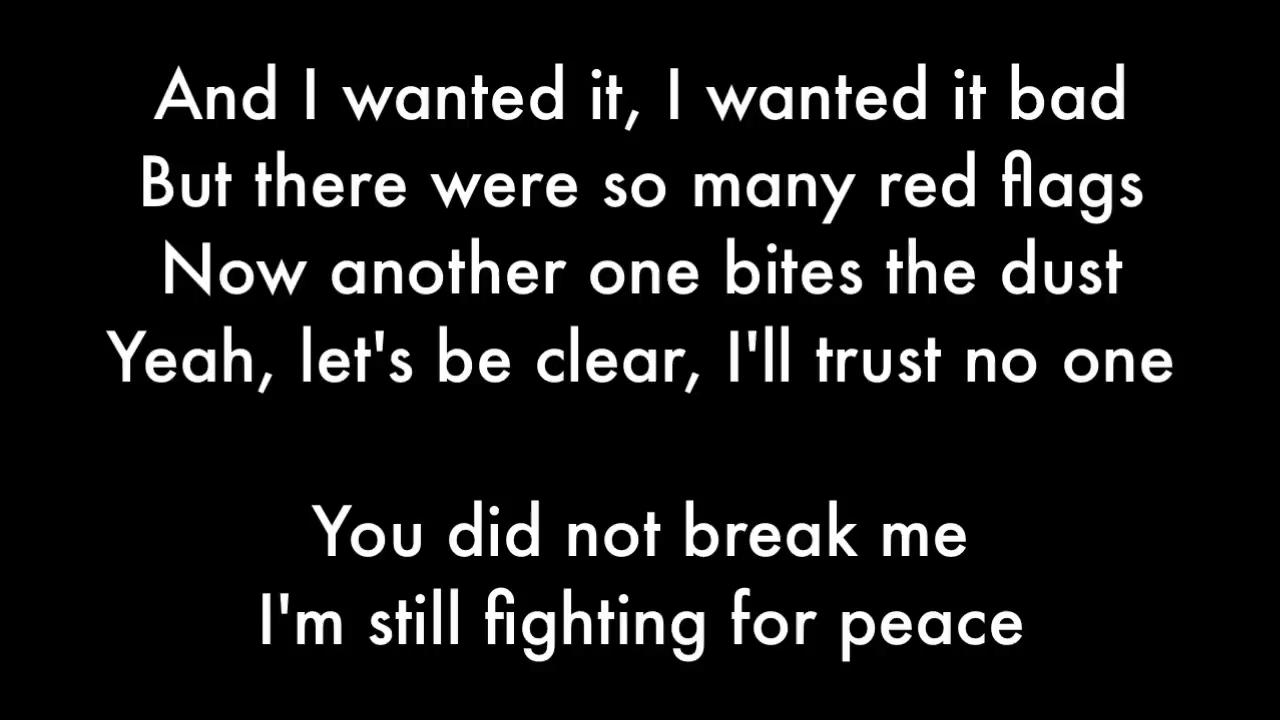 And I wanted it, I wanted it bad
But there were so many red flags
Now another one bites the dust
Yeah, let's be clear, I'll trust no one
You did not break me
I'm still fighting for peace